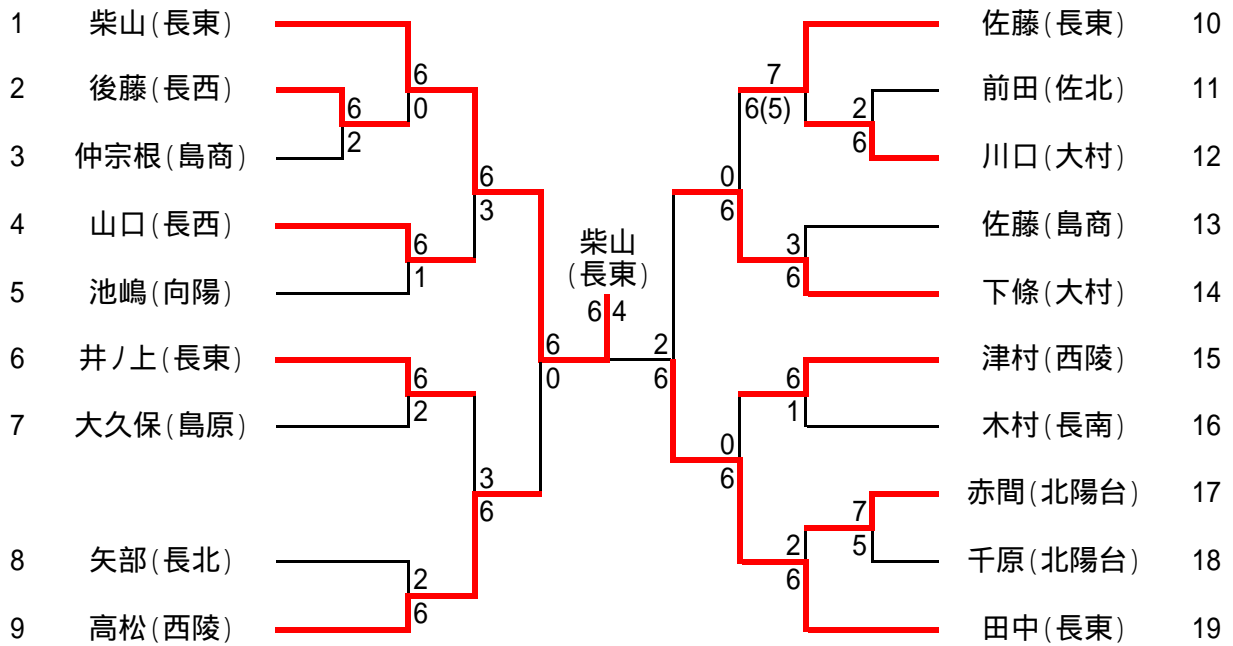 1 柴山(長東)
2 後藤(長西)
3 仲宗根(島商)
4 山口(長西)
5 池嶋(向陽)
6 井ノ上(長東)
7 大久保(島原)
8 矢部(長北)
9 高松(西陵)
6
0
6
2
6
3
6
1
6
2
3
6
2
6
6
0
柴山
(長東)
6 4
2
6
7
6(5)
2
6
0
6
3
6
6
1
0
6
7
5
2
6
佐藤(長東) 10
前田(佐北) 11
川口(大村) 12
佐藤(島商) 13
下條(大村) 14
津村(西陵) 15
木村(長南) 16
赤間(北陽台) 17
千原(北陽台) 18
田中(長東) 19